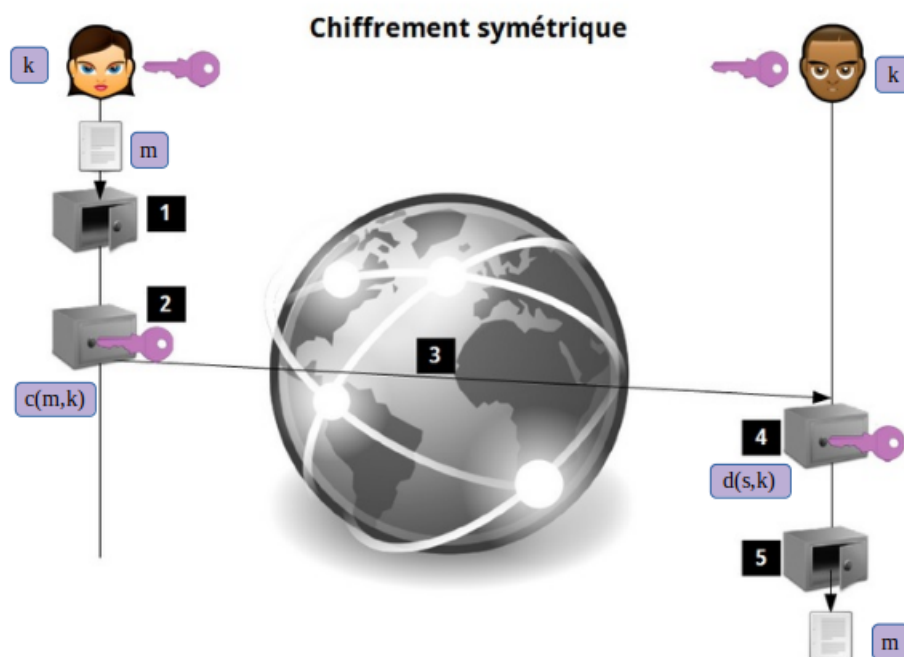 Chiffrement symétrique
k
k
m
1
2
3
c(m,k)
4
d(s,k)
5
m